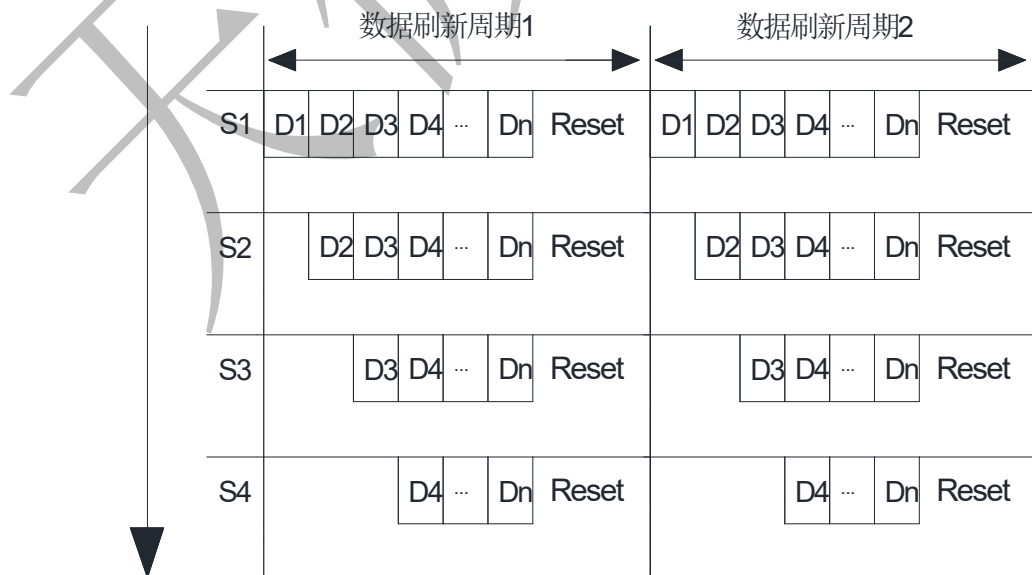 数据刷新周期1 数据刷新周期2
S1 D1 D2 D3 D4 ... Dn Reset D1 D2 D3 D4 ... Dn Reset
S2 D2 D3 D4 ... Dn Reset D2 D3 D4 ... Dn Reset
S3 D3 D4 ... Dn Reset D3 D4 ... Dn Reset
S4 D4 ... Dn Reset D4 ... Dn Reset